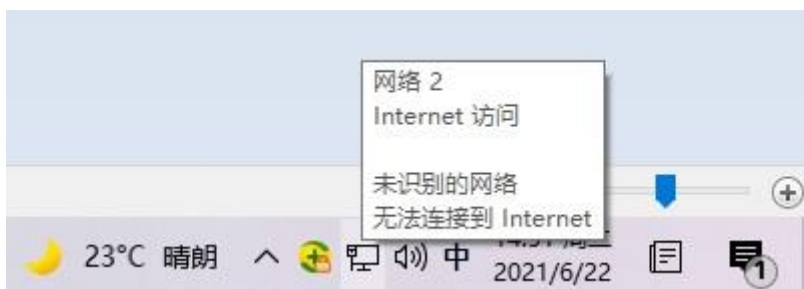 网络 2
Internet 访问
未识别的网络
无法连接到 Internet
23°C 晴朗
中
2021/6/22
1